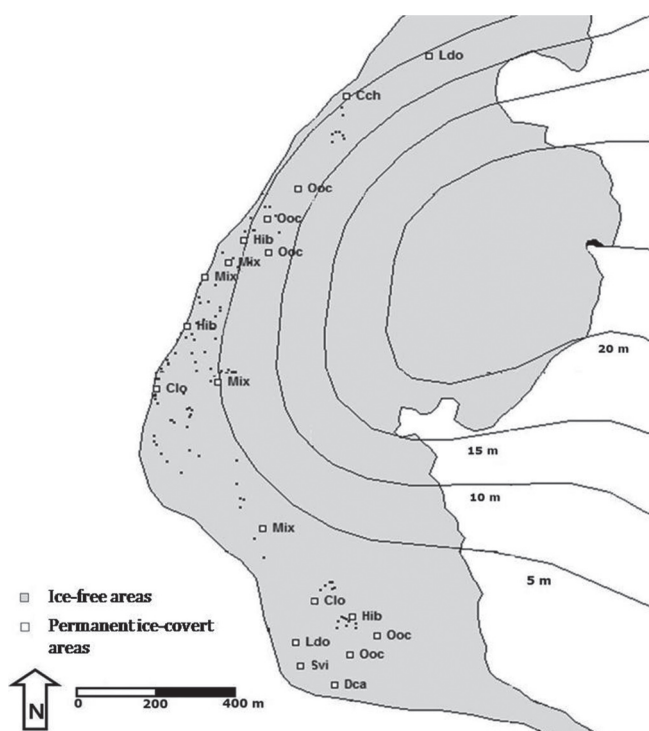 Ldo
Cch
Ooc
Ooc
Hib
Ooc
Mix
Mix
Hib
20 m
Mix
Clo
15 m
10 m
Mix
5 m
Ice-free areas
Clo
Permanent ice-covert
areas
Hib
Ooc
Ldo
Ooc
Svi
Dca
N
0 200 400 m